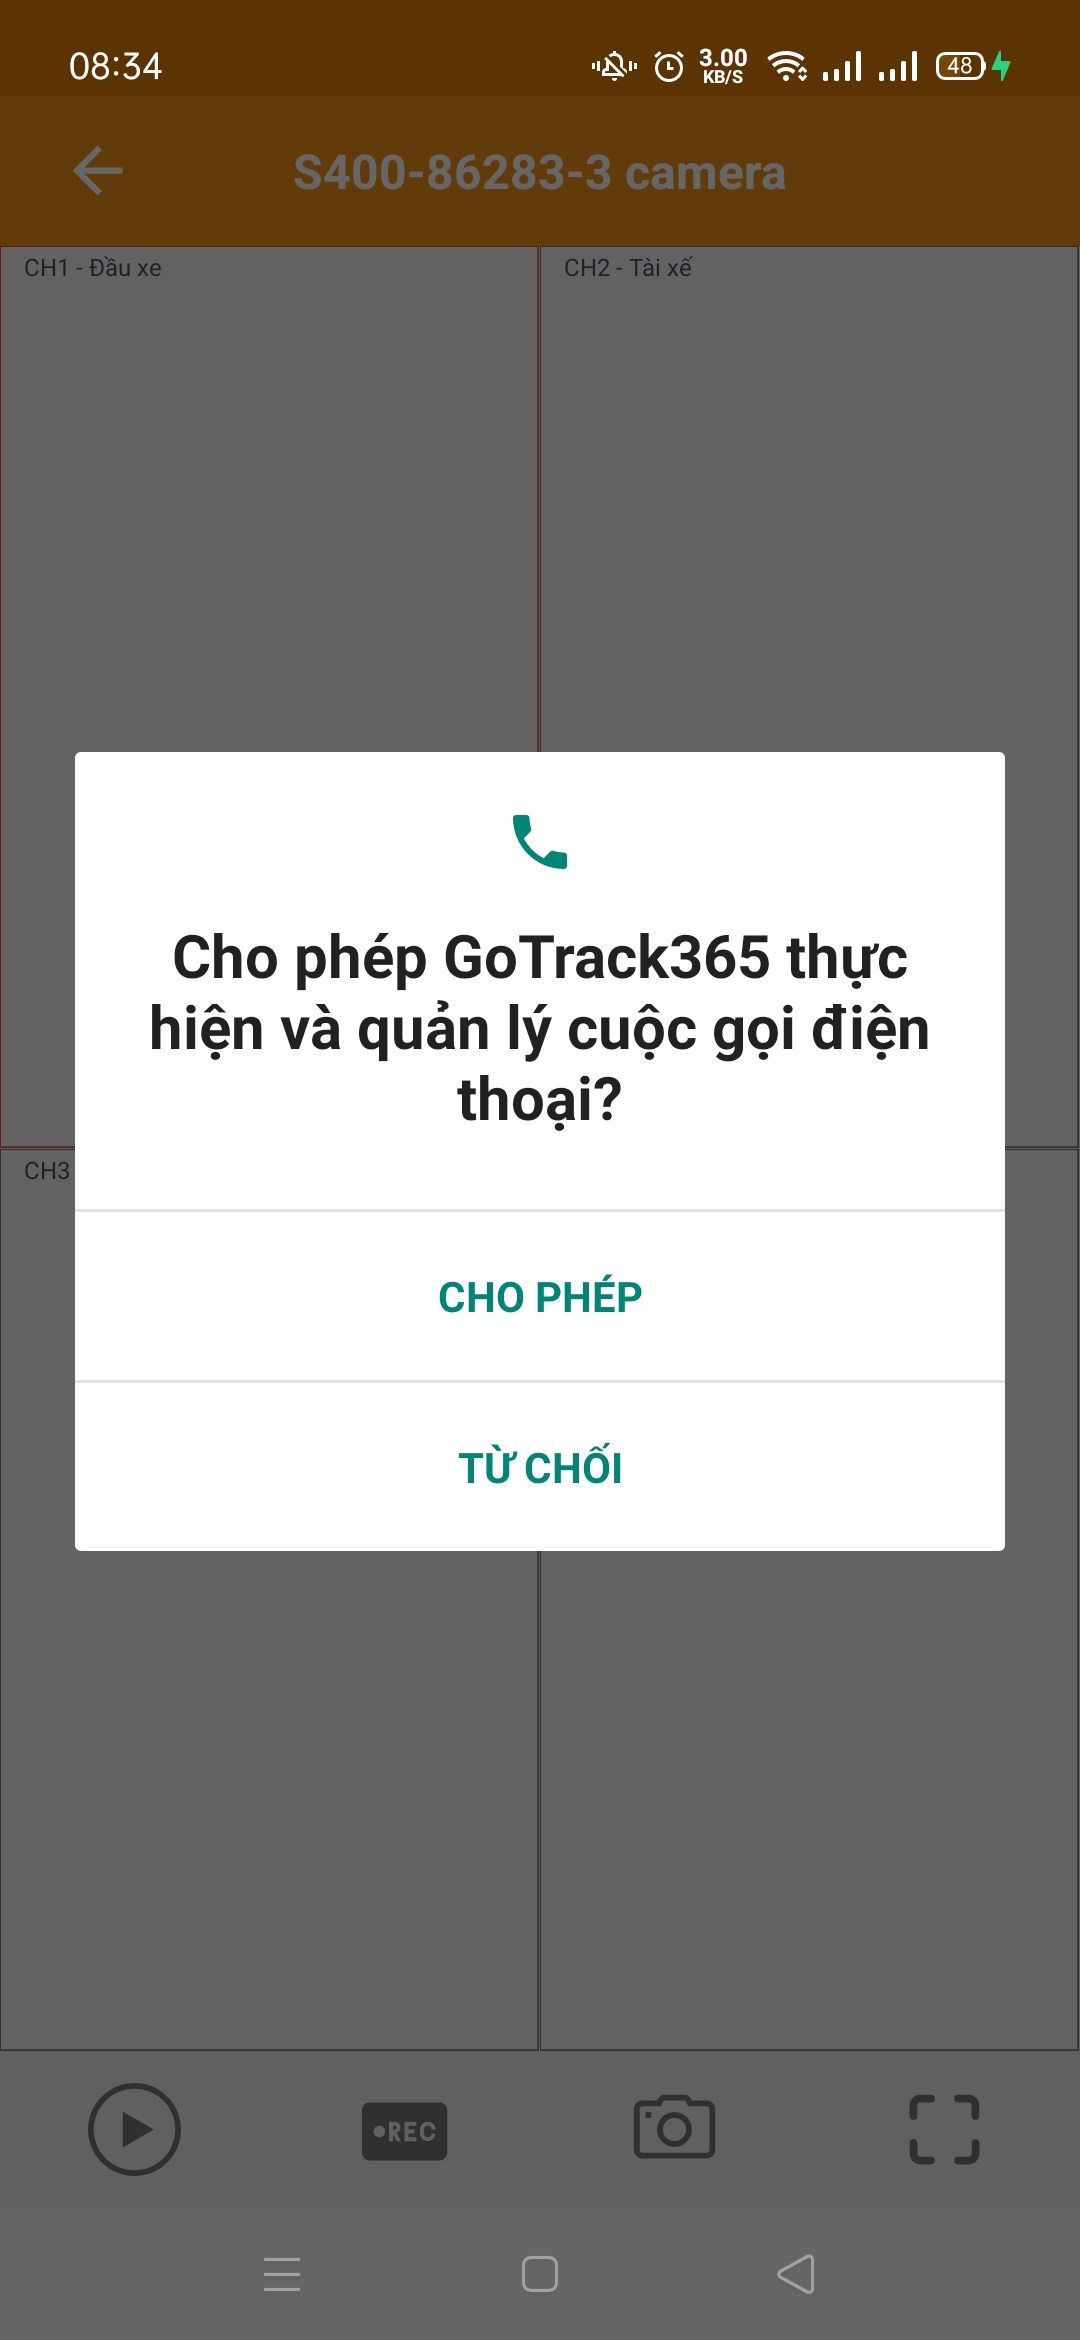 08:34
3.00
KB/S
48
S400-86283-3 camera
CH1 - Đầu xe
CH2 - Tài xế
Cho phép GoTrack365 thực
hiện và quản lý cuộc gọi điện
thoại?
CH3
CHO PHÉP
TỪ CHỐI
REC